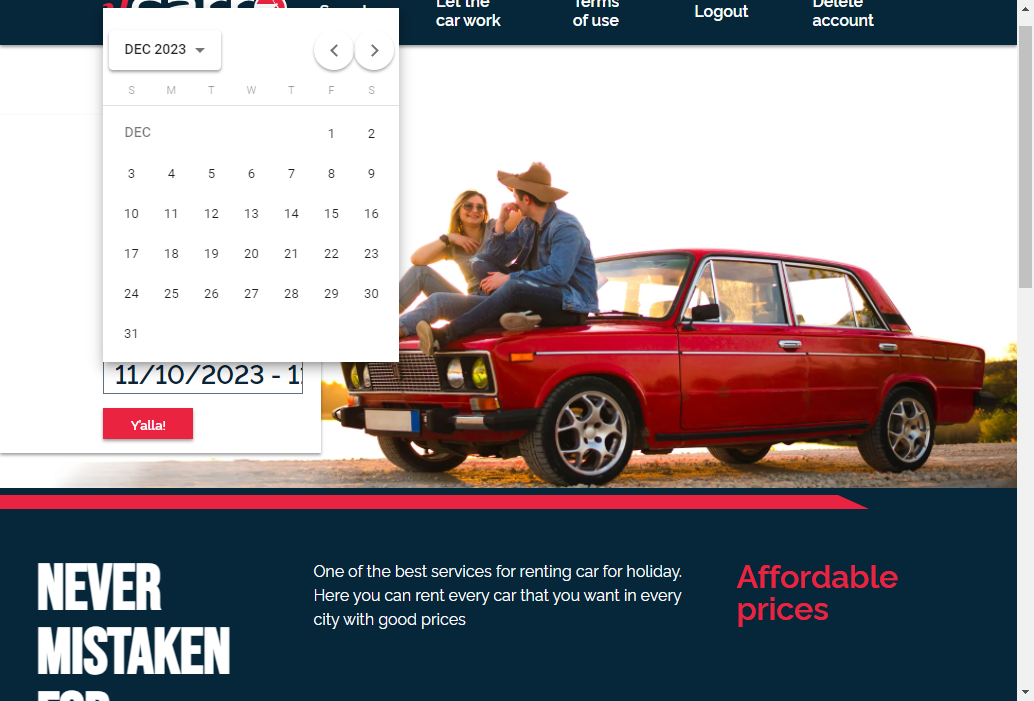 Let the
car work
Terms
of use
Logout
Delete
account
DEC 2023
S M T W T F S
DEC 1 2
3 4 5 6 7 8 9
10 11 12 13 14 15 16
17 18 19 20 21 22 23
24 25 26 27 28 29 30
31
11/10/2023 - 1
Y'alla!
NEVER
MISTAKEN
FOR
One of the best services for renting car for holiday.
Here you can rent every car that you want in every
city with good prices
Affordable
prices